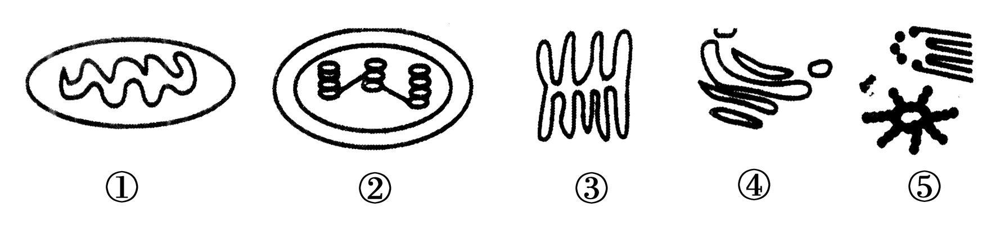 ① ② ③ ④ ⑤